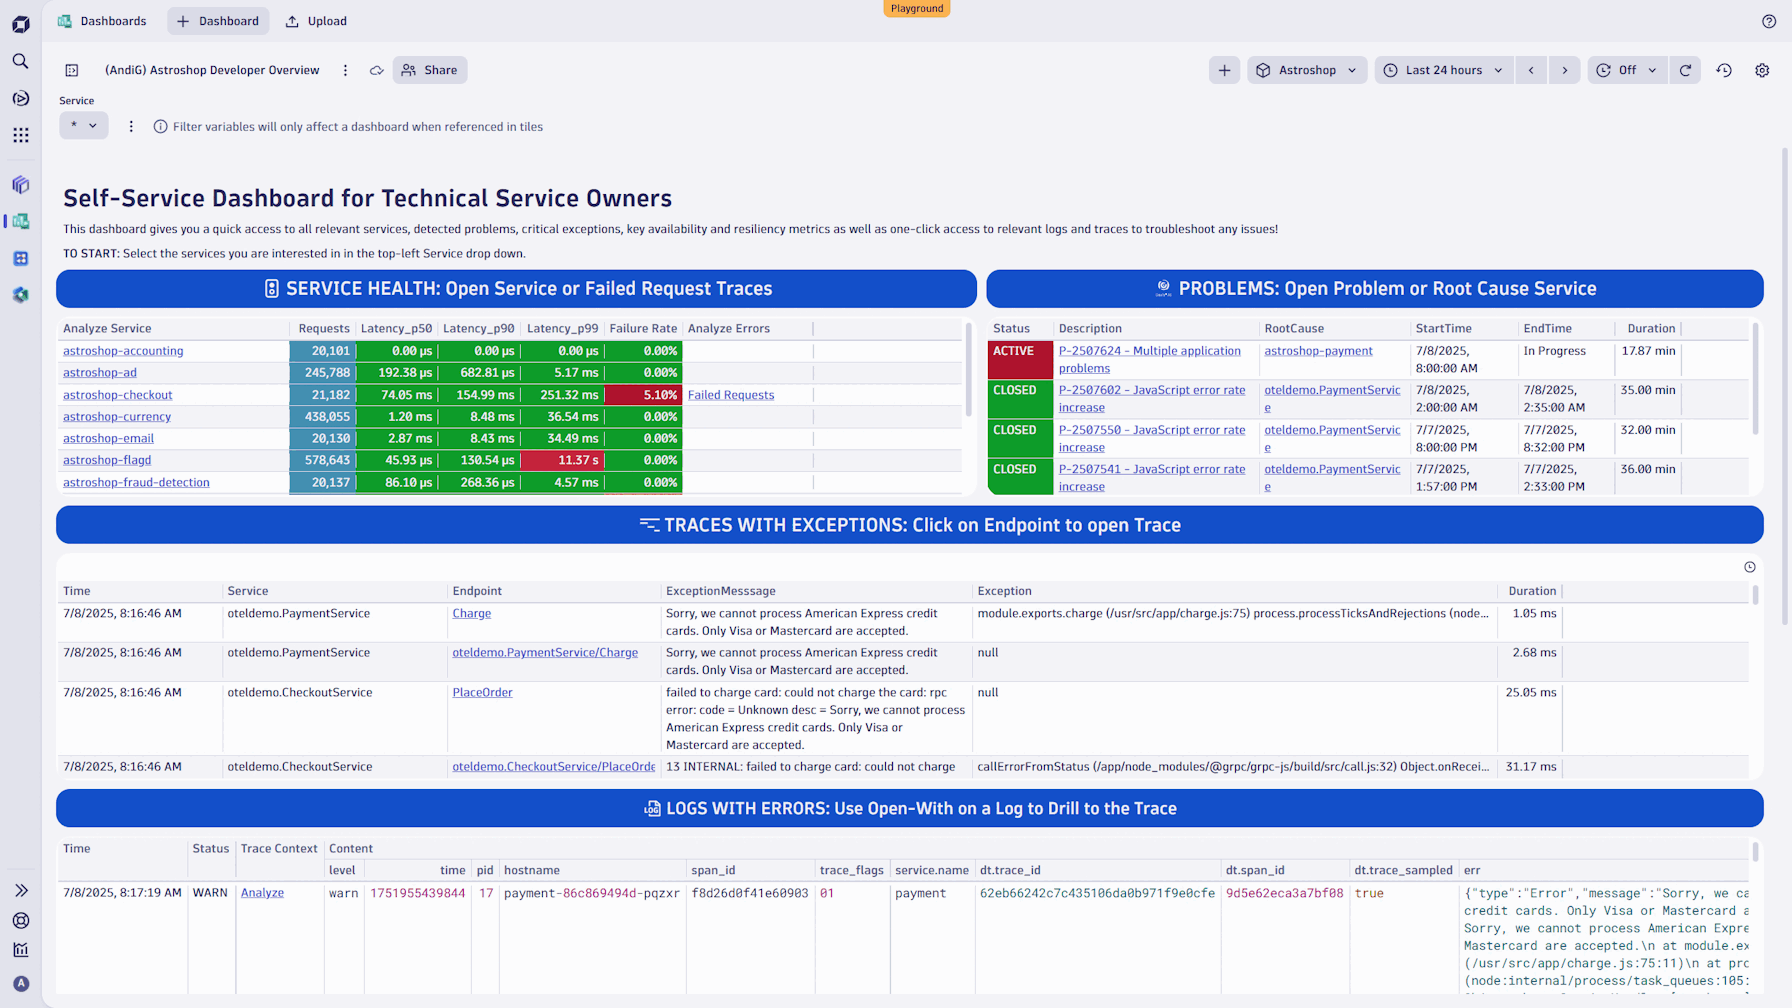 Playground
Dashboards
Dashboard
Upload
(AndiG) Astroshop Developer Overview
Share
Astroshop
Last 24 hours
Off
Service
*
Filter variables will only affect a dashboard when referenced in tiles
Self-Service Dashboard for Technical Service Owners
This dashboard gives you a quick access to all relevant services, detected problems, critical exceptions, key availability and resiliency metrics as well as one-click access to relevant logs and traces to troubleshoot any issues!
TO START: Select the services you are interested in in the top-left Service drop down.
SERVICE HEALTH: Open Service or Failed Request Traces
Analyze Service Requests Latency_p50 Latency_p90 Latency_p99 Failure Rate Analyze Errors
astroshop-accounting 20,101 0.00 µs 0.00 µs 0.00 µs 0.00%
astroshop-ad 245,788 192.38 µs 682.81 µs 5.17 ms 0.00%
astroshop-checkout 21,182 74.05 ms 154.99 ms 251.32 ms 5.10% Failed Requests
astroshop-currency 438,055 1.20 ms 8.48 ms 36.54 ms 0.00%
astroshop-email 20,130 2.87 ms 8.43 ms 34.49 ms 0.00%
astroshop-flagd 578,643 45.93 µs 130.54 µs 11.37 s 0.00%
astroshop-fraud-detection 20,137 86.10 µs 268.36 µs 4.57 ms 0.00%
PROBLEMS: Open Problem or Root Cause Service
Status Description RootCause StartTime EndTime Duration
ACTIVE P-2507624 - Multiple application astroshop-payment 7/8/2025, In Progress 17.87 min
problems 8:00:00 AM
CLOSED P-2507602 - JavaScript error rate oteldemo.PaymentServic 7/8/2025, 7/8/2025, 35.00 min
increase e 2:00:00 AM 2:35:00 AM
CLOSED P-2507550 - JavaScript error rate oteldemo.PaymentServic 7/7/2025, 7/7/2025, 32.00 min
increase e 8:00:00 PM 8:32:00 PM
CLOSED P-2507541 - JavaScript error rate oteldemo.PaymentServic 7/7/2025, 7/7/2025, 36.00 min
increase e 1:57:00 PM 2:33:00 PM
TRACES WITH EXCEPTIONS: Click on Endpoint to open Trace
Time Service Endpoint ExceptionMesssage Exception Duration
7/8/2025, 8:16:46 AM oteldemo.PaymentService Charge Sorry, we cannot process American Express credit module.exports.charge (/usr/src/app/charge.js:75) process.processTicksAndRejections (node... 1.05 ms
cards. Only Visa or Mastercard are accepted.
7/8/2025, 8:16:46 AM oteldemo.PaymentService oteldemo.PaymentService/Charge Sorry, we cannot process American Express credit null 2.68 ms
cards. Only Visa or Mastercard are accepted.
7/8/2025, 8:16:46 AM oteldemo.CheckoutService PlaceOrder failed to charge card: could not charge the card: rpc null 25.05 ms
error: code = Unknown desc = Sorry, we cannot process
American Express credit cards. Only Visa or
Mastercard are accepted.
7/8/2025, 8:16:46 AM oteldemo.CheckoutService oteldemo.CheckoutService/PlaceOrde 13 INTERNAL: failed to charge card: could not charge callErrorFromStatus (/app/node_modules/@grpc/grpc-js/build/src/call.js:32) Object.onRecei... 31.17 ms
LOG LOGS WITH ERRORS: Use Open-With on a Log to Drill to the Trace
Time Status Trace Context Content
level time pid hostname span_id trace_flags service.name dt.trace_id dt.span_id dt.trace_sampled err
7/8/2025, 8:17:19 AM WARN Analyze warn 1751955439844 17 payment-86c869494d-pqzxr f8d26d0f41e60903 01 payment 62eb66242c7c435106da0b971f9e0cfe 9d5e62eca3a7bf08 true {"type":"Error","message":"Sorry, we ca
credit cards. Only Visa or Mastercard a
Sorry, we cannot process American Expre
Mastercard are accepted.\n at module.ex
(/usr/src/app/charge.js:75:11)\n at pro
(node:internal/process/task_queues:105:
A